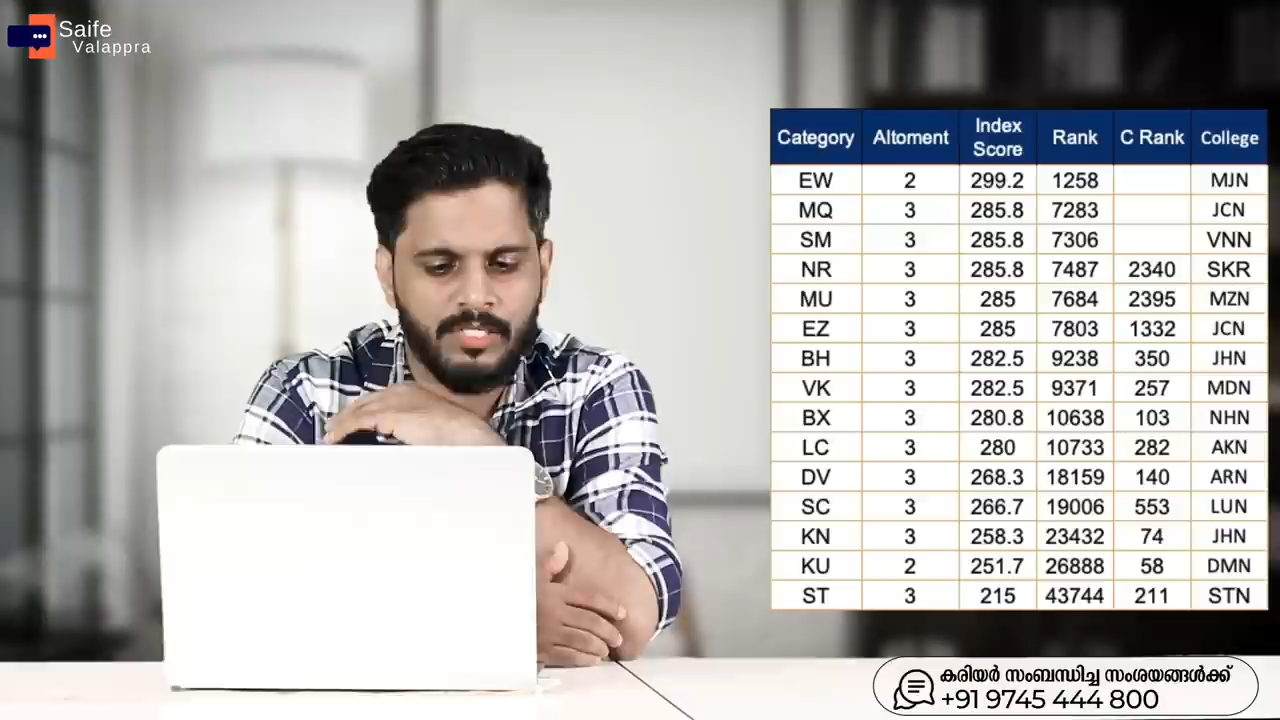 Saife
Valappra
Category Altoment Index Score Rank C Rank College
EW 2 299.2 1258 MJN
MQ 3 285.8 7283 JCN
SM 3 285.8 7306 VNN
NR 3 285.8 7487 2340 SKR
MU 3 285 7684 2395 MZN
EZ 3 285 7803 1332 JCN
BH 3 282.5 9238 350 JHN
VK 3 282.5 9371 257 MDN
BX 3 280.8 10638 103 NHN
LC 3 280 10733 282 AKN
DV 3 268.3 18159 140 ARN
SC 3 266.7 19006 553 LUN
KN 3 258.3 23432 74 JHN
KU 2 251.7 26888 58 DMN
ST 3 215 43744 211 STN
കരിയർ സംബന്ധിച്ച സംശയങ്ങൾക്ക്
+91 9745 444 800